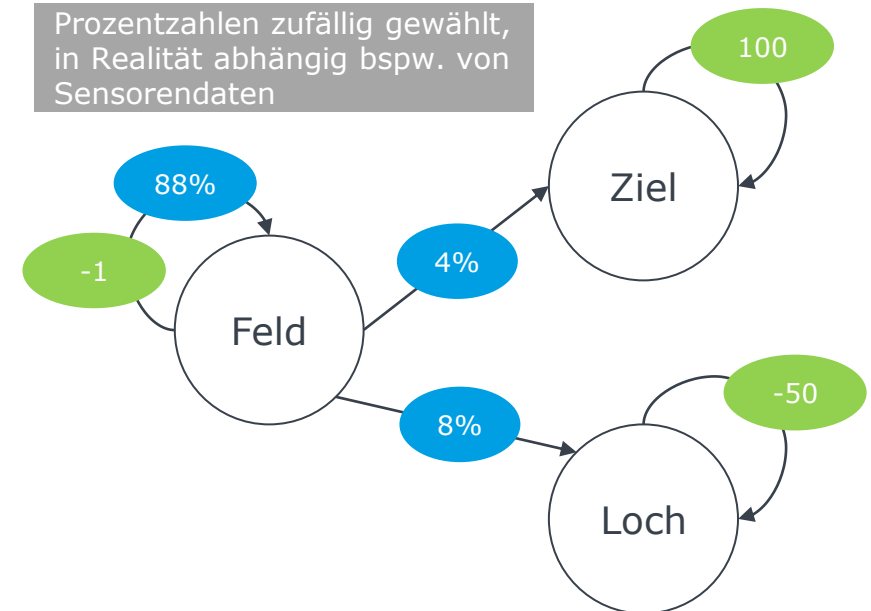 Prozentzahlen zufällig gewählt,
in Realität abhängig bspw. von
Sensorendaten
100
88%
Ziel
4%
-1
Feld
-50
8%
Loch